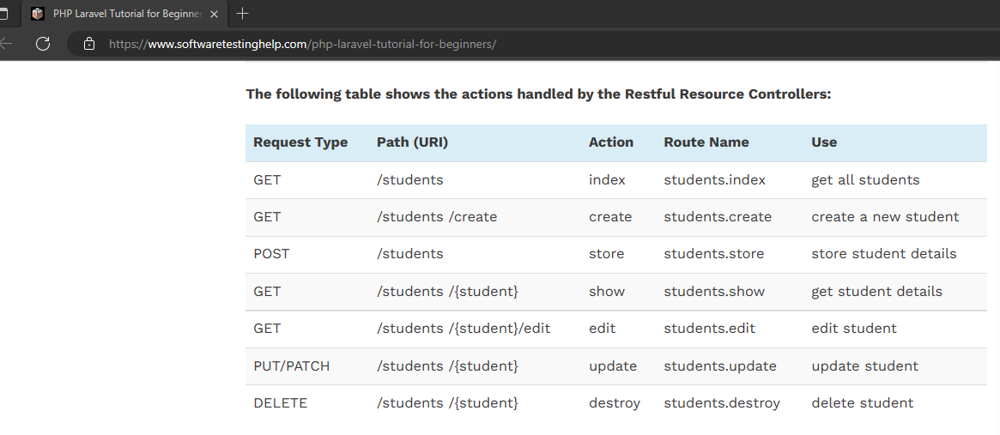 PHP Laravel Tutorial for Beginner
https://www.softwaretestinghelp.com/php-laravel-tutorial-for-beginners/
The following table shows the actions handled by the Restful Resource Controllers:
Request Type Path (URI) Action Route Name Use
GET /students index students.index get all students
GET /students /create create students.create create a new student
POST /students store students.store store student details
GET /students /{student} show students.show get student details
GET /students /{student}/edit edit students.edit edit student
PUT/PATCH /students /{student} update students.update update student
DELETE /students /{student} destroy students.destroy delete student